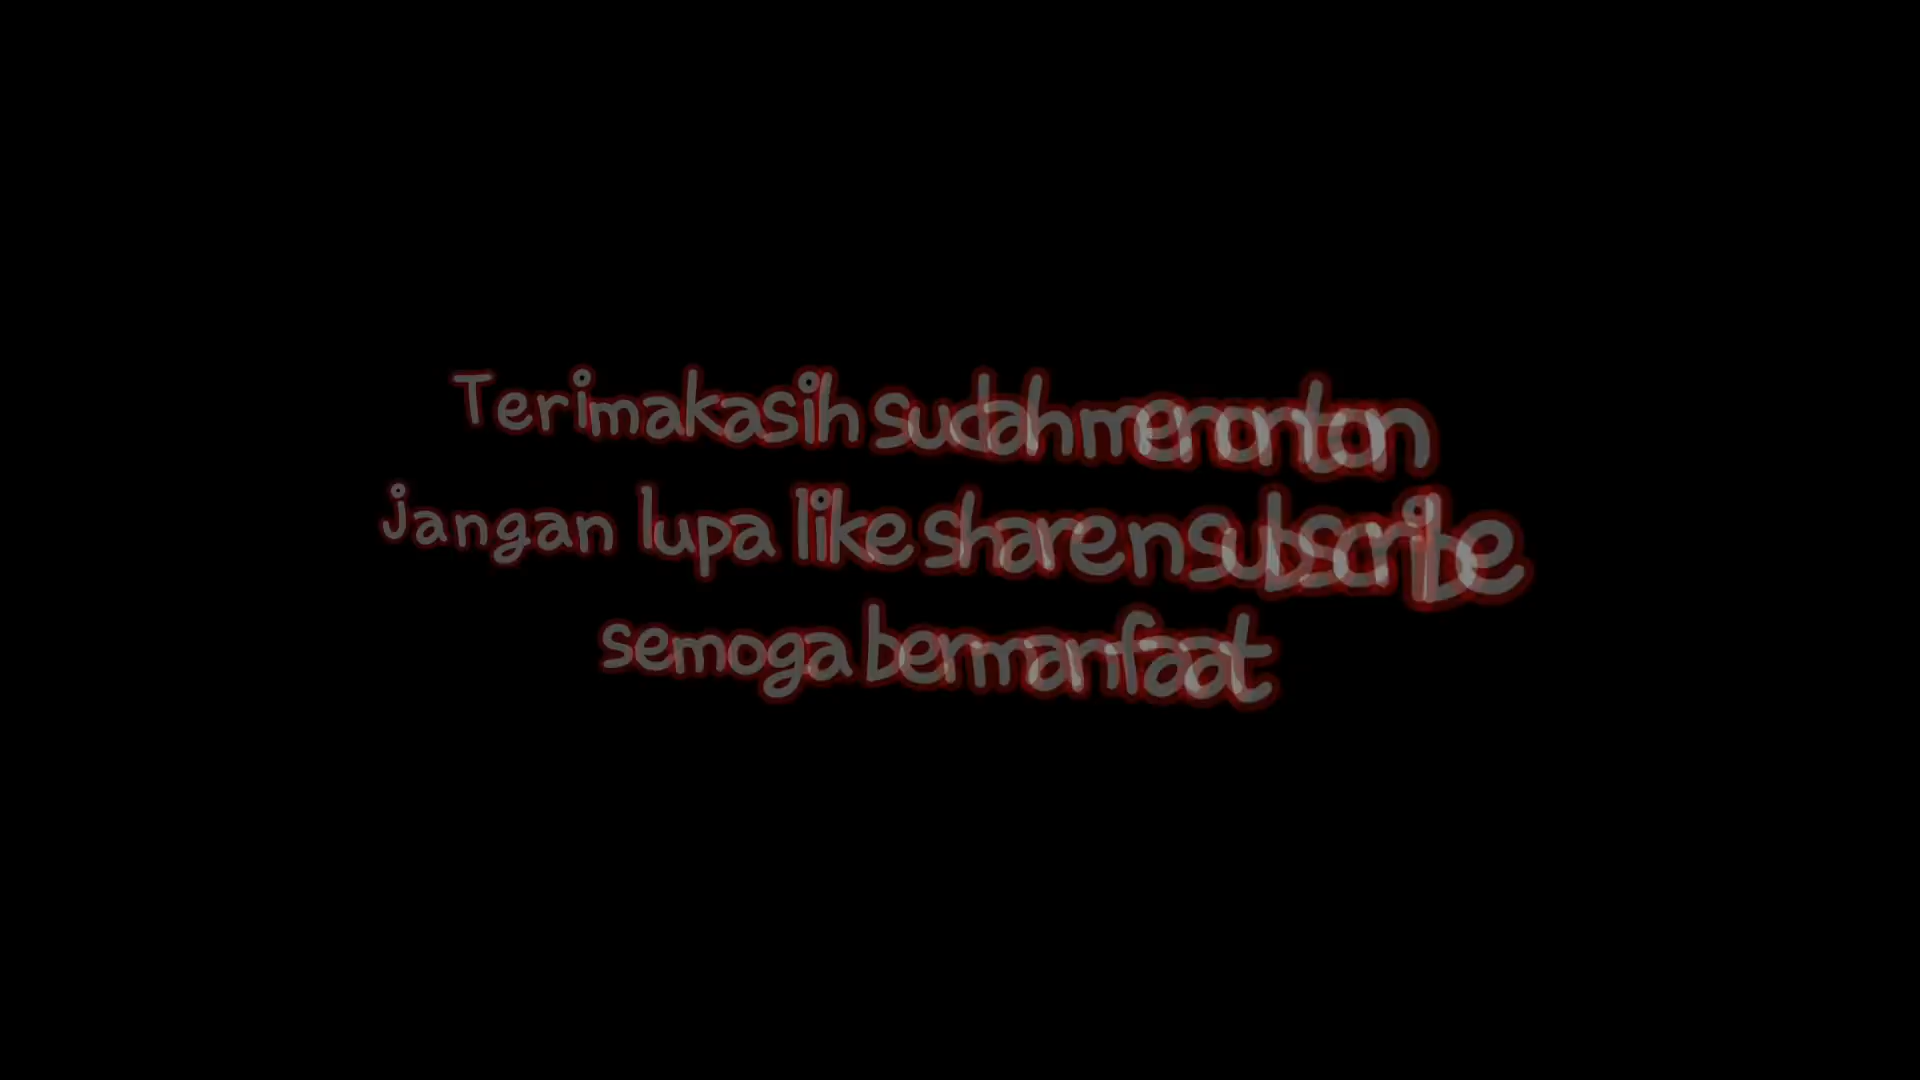 Terimakasih sudah menonton
jangan lupa like share n subscribe
semoga bermanfaat